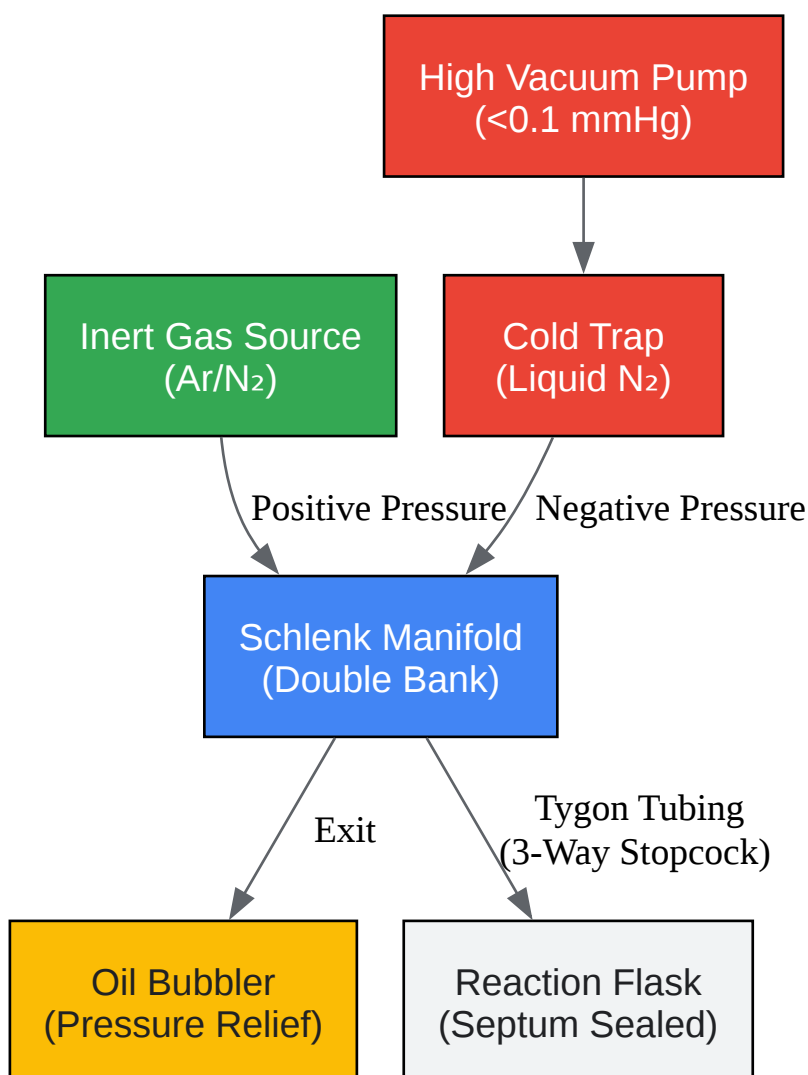 High Vacuum Pump
(<0.1 mmHg)
Inert Gas Source
(Ar/N₂)
Cold Trap
(Liquid N₂)
Positive Pressure
Negative Pressure
Schlenk Manifold
(Double Bank)
Exit
Tygon Tubing
(3-Way Stopcock)
Oil Bubbler
(Pressure Relief)
Reaction Flask
(Septum Sealed)